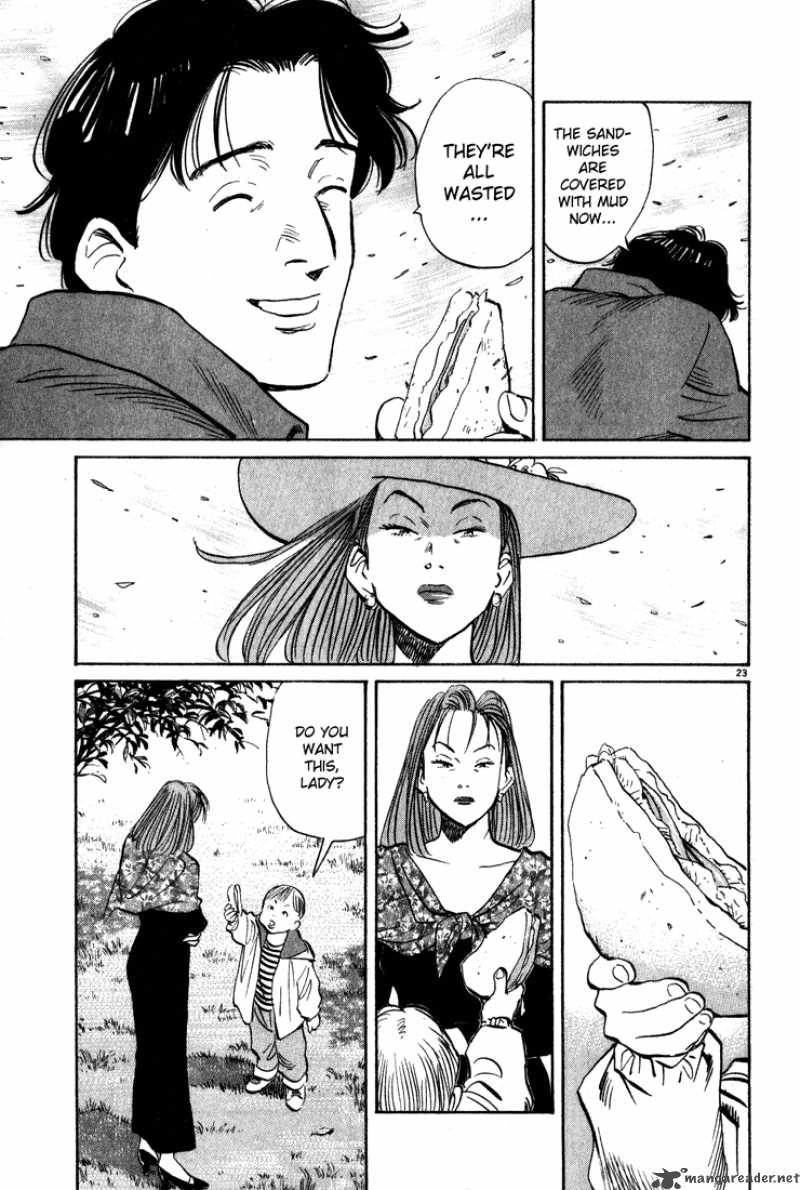 THE SAND-
WICHES
ARE
COVERED
WITH MUD
NOW...
THEY'RE
ALL
WASTED
...
23
DO YOU
WANT
THIS,
LADY?
mangareader.net